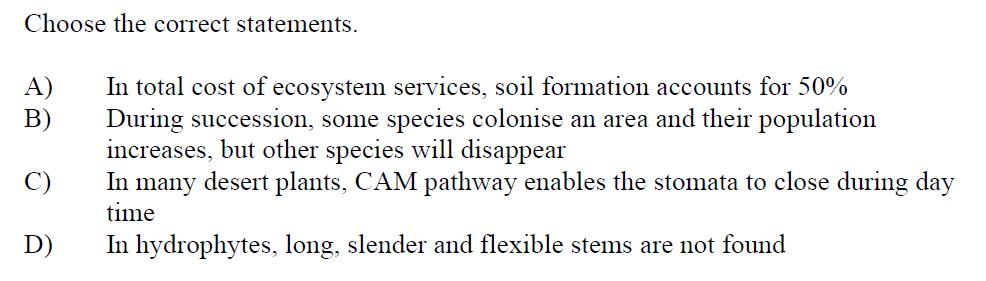 Choose the correct statements.
A) In total cost of ecosystem services, soil formation accounts for 50%
B) During succession, some species colonise an area and their population
increases, but other species will disappear
C) In many desert plants, CAM pathway enables the stomata to close during day
time
D) In hydrophytes, long, slender and flexible stems are not found